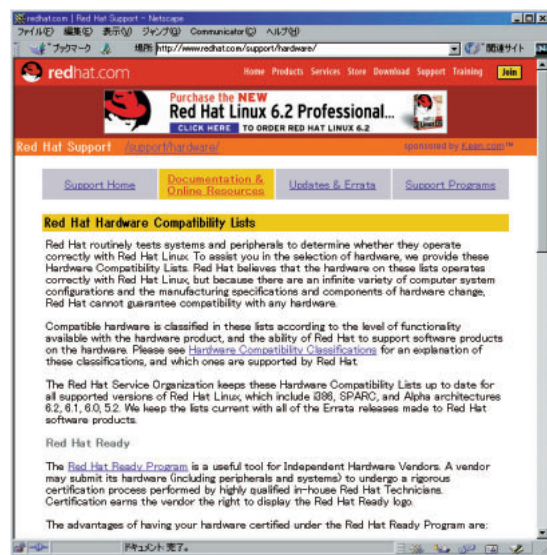 redhat.com | Red Hat Support - Netscape
ファイル(F) 編集(E) 表示(V) ジャンプ(G) Communicator(C) ヘルプ(H)
ブックマーク 場所 http://www.redhat.com/support/hardware/ 関連サイト
redhat.com Home Products Services Store Download Support Training Join
Purchase the NEW
Red Hat Linux 6.2 Professional...
CLICK HERE TO ORDER RED HAT LINUX 6.2
Red Hat Support /support/hardware/ sponsored by Keen.com™
Support Home Documentation & Online Resources Updates & Errata Support Programs
Red Hat Hardware Compatibility Lists
Red Hat routinely tests systems and peripherals to determine whether they operate
correctly with Red Hat Linux. To assist you in the selection of hardware, we provide these
Hardware Compatibility Lists. Red Hat believes that the hardware on these lists operates
correctly with Red Hat Linux, but because there are an infinite variety of computer system
configurations and the manufacturing specifications and components of hardware change,
Red Hat cannot guarantee compatibility with any hardware.
Compatible hardware is classified in these lists according to the level of functionality
available with the hardware product, and the ability of Red Hat to support software products
on the hardware. Please see Hardware Compatibility Classifications for an explanation of
these classifications, and which ones are supported by Red Hat
The Red Hat Service Organization keeps these Hardware Compatibility Lists up to date for
all supported versions of Red Hat Linux, which include i386, SPARC, and Alpha architectures
6.2, 6.1, 6.0, 5.2. We keep the lists current with all of the Errata releases made to Red Hat
software products.
Red Hat Ready
The Red Hat Ready Program is a useful tool for Independent Hardware Vendors. A vendor
may submit its hardware (including peripherals and systems) to undergo a rigorous
certification process performed by highly qualified in-house Red Hat Technicians.
Certification earns the vendor the right to display the Red Hat Ready logo.
The advantages of having your hardware certified under the Red Hat Ready Program are:
ドキュメント: 完了。